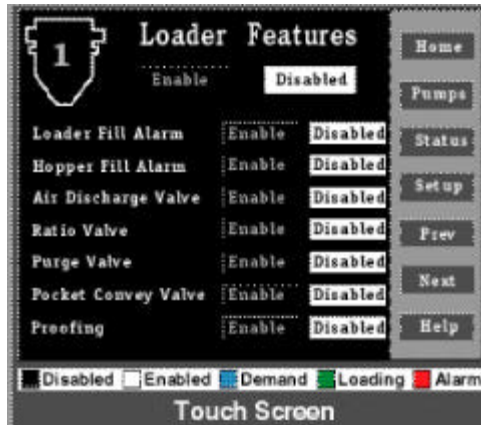 1 Loader Features Home
Enable Disabled
Pumps
Loader Fill Alarm Enable Disabled Status
Hopper Fill Alarm Enable Disabled
Air Discharge Valve Enable Disabled Setup
Ratio Valve Enable Disabled Prev
Purge Valve Enable Disabled
Pocket Convey Valve Enable Disabled Next
Proofing Enable Disabled Help
Disabled Enabled Demand Loading Alarm
Touch Screen